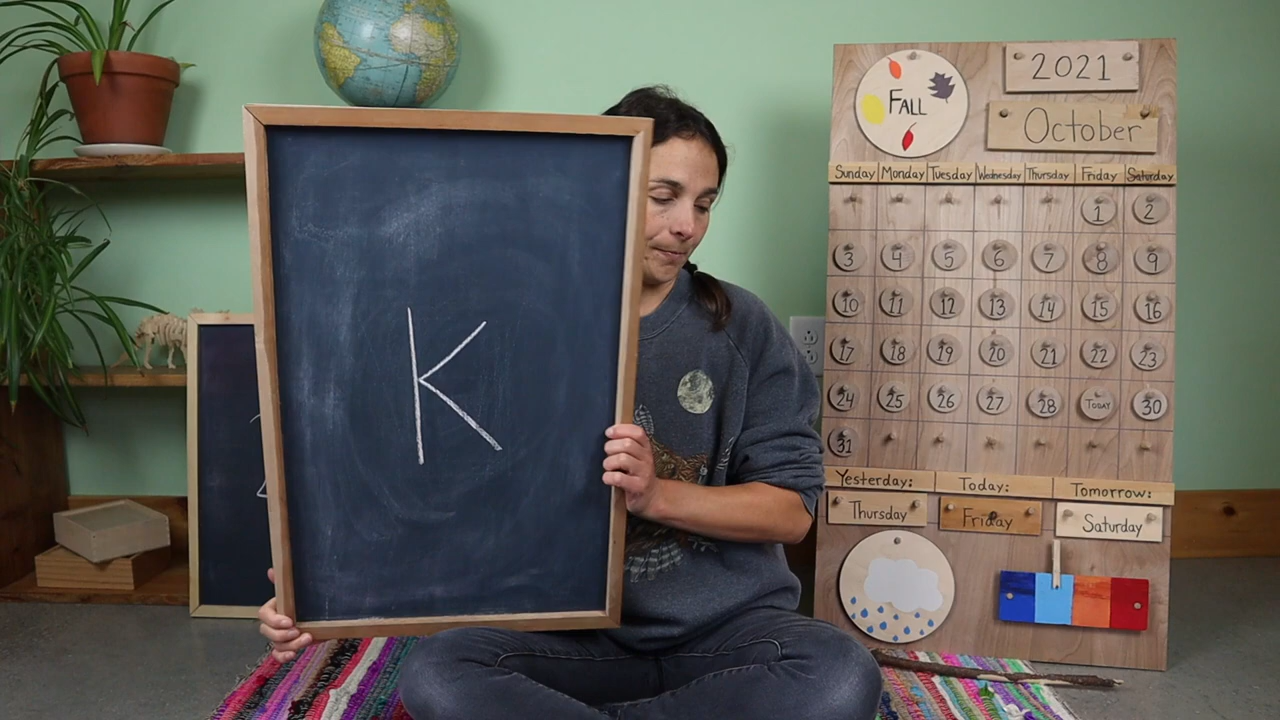 K
FALL
2021
October
Sunday Monday Tuesday Wednesday Thursday Friday Saturday
1 2
3 4 5 6 7 8 9
10 11 12 13 14 15 16
17 18 19 20 21 22 23
24 25 26 27 28 TODAY 30
31
Yesterday: Today: Tomorrow:
Thursday Friday Saturday